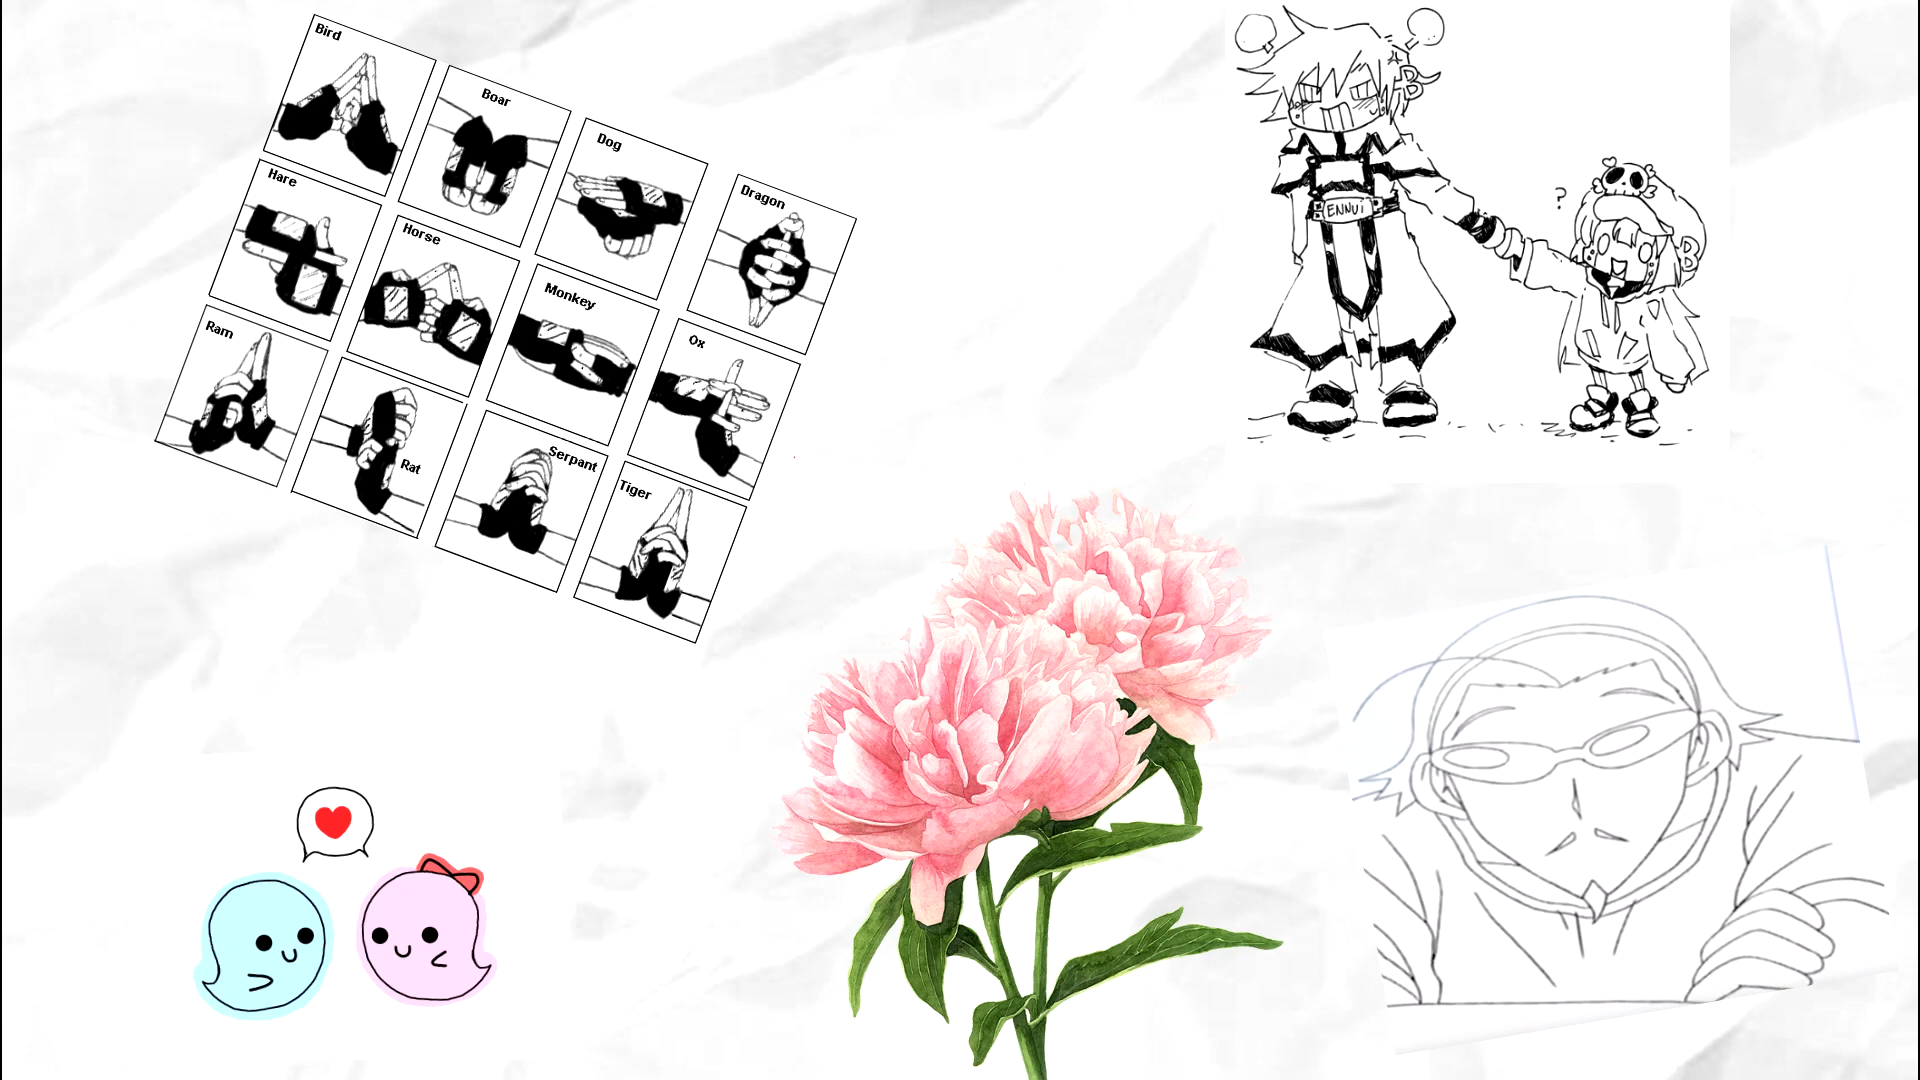 Bird
Boar
Dog
Dragon
Hare
Horse
Monkey
Ox
Ram
Rat
Serpant
Tiger
B
ENNUi
?
B